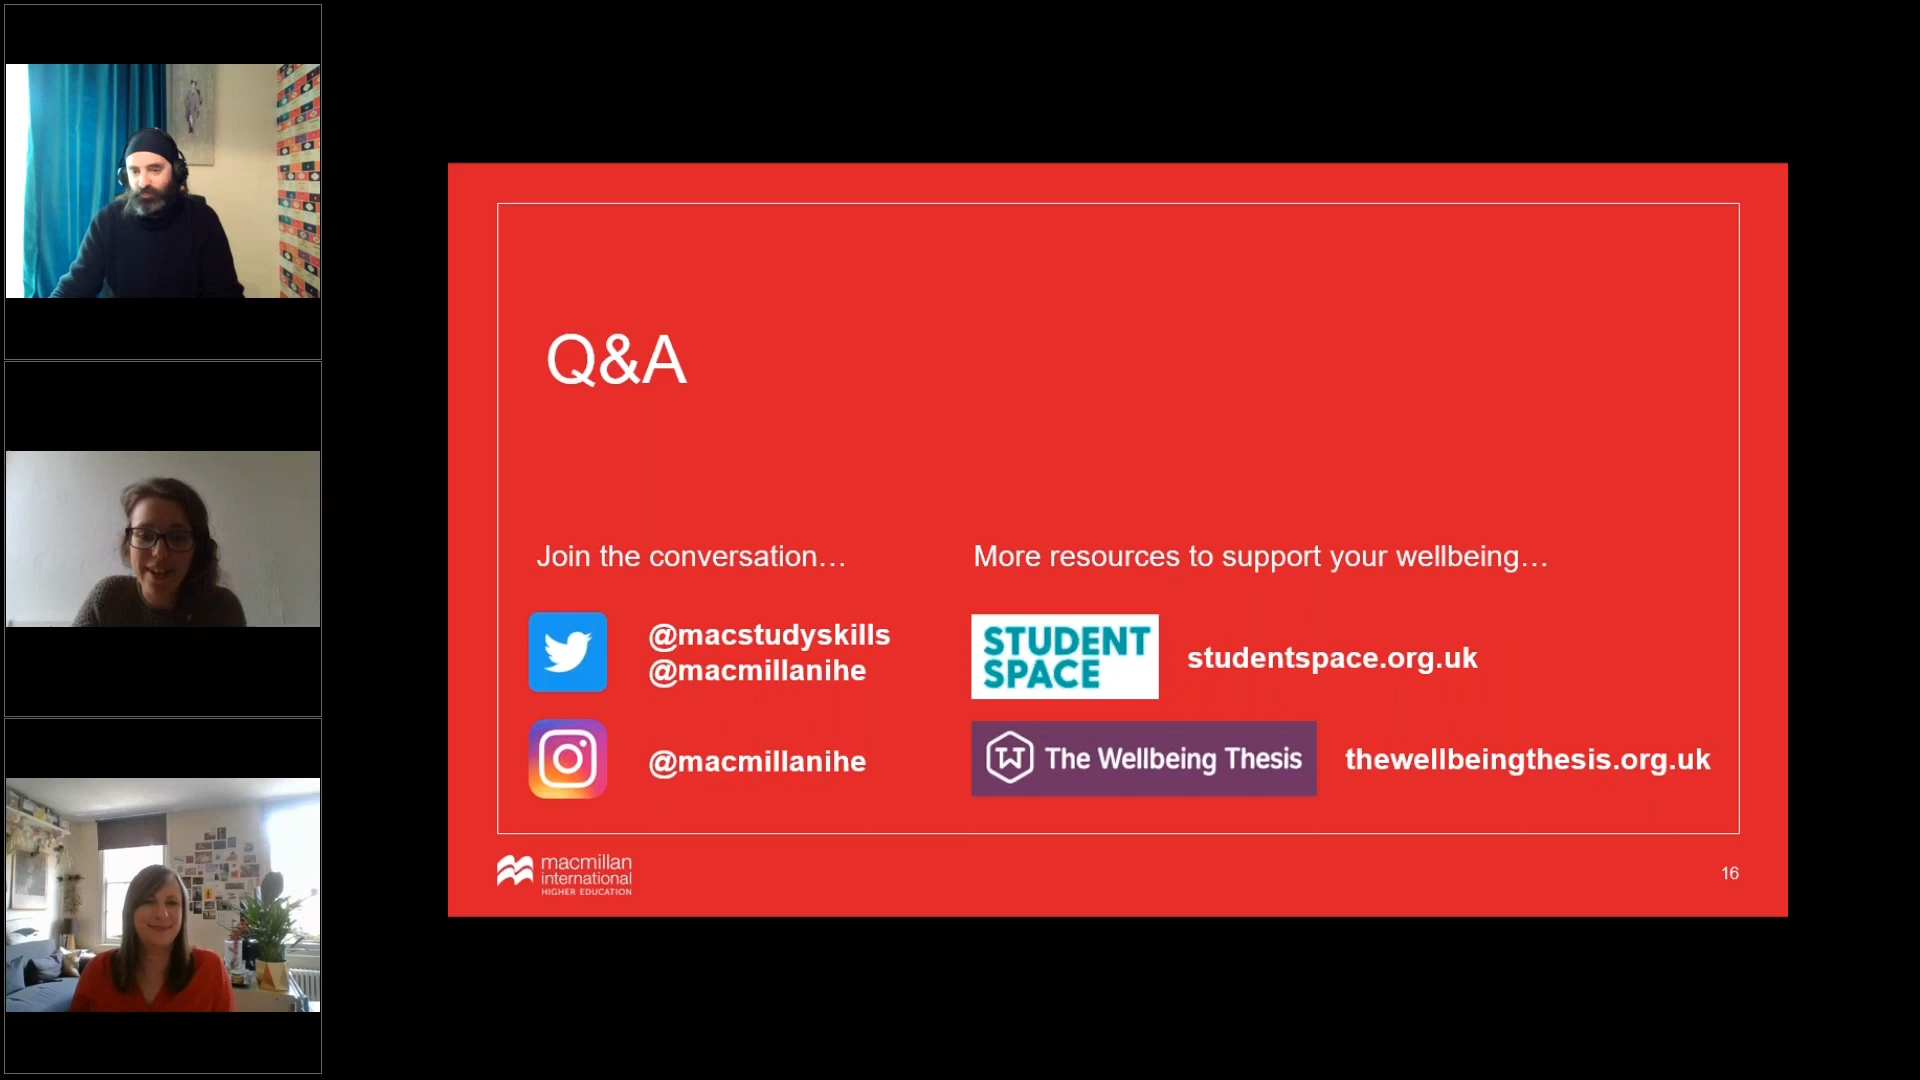 Q&A
Join the conversation…
@macstudyskills
@macmillanihe
@macmillanihe
More resources to support your wellbeing…
STUDENT
SPACE
studentspace.org.uk
The Wellbeing Thesis
thewellbeingthesis.org.uk
macmillan
international
HIGHER EDUCATION
16